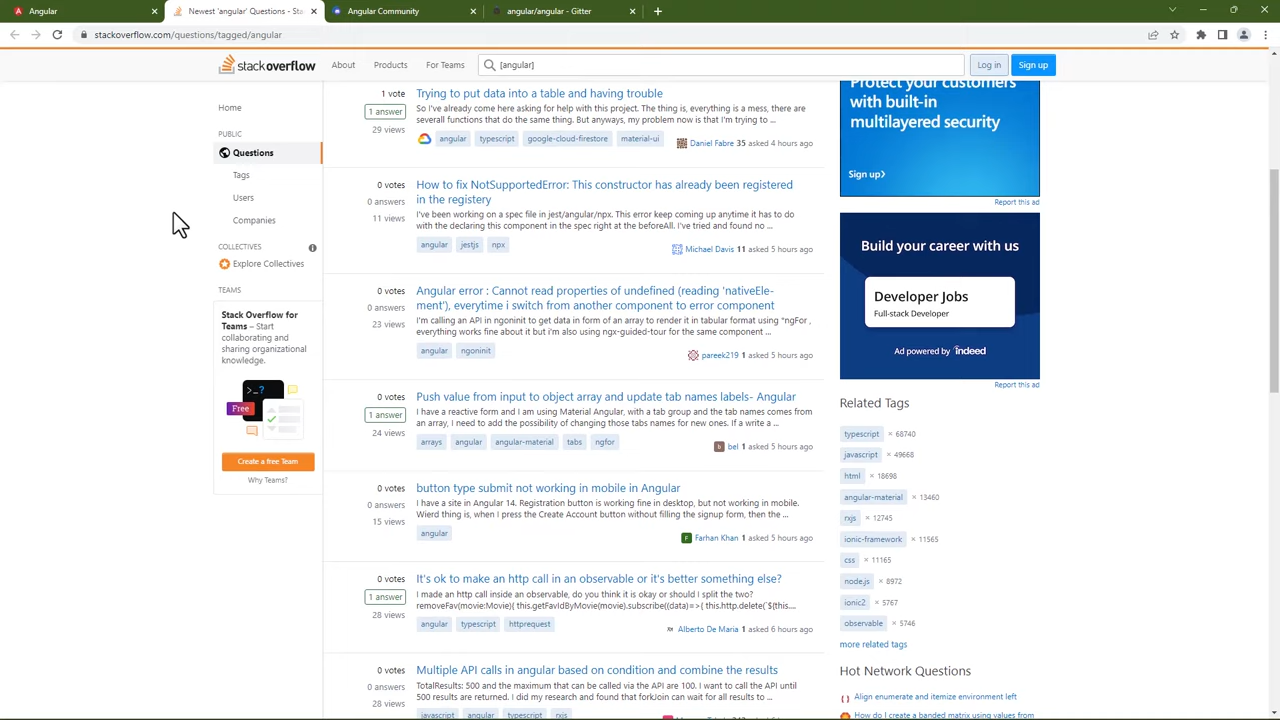 Angular
Newest 'angular' Questions - Sta
Angular Community
angular/angular - Gitter
stackoverflow.com/questions/tagged/angular
stackoverflow
About
Products
For Teams
[angular]
Log in
Sign up
Home
PUBLIC
Questions
Tags
Users
Companies
COLLECTIVES
Explore Collectives
TEAMS
Stack Overflow for
Teams – Start
collaborating and
sharing organizational
knowledge.
>_?
Free
Create a free Team
Why Teams?
1 vote
1 answer
29 views
Trying to put data into a table and having trouble
So I've already come here asking for help with this project. The thing is, everything is a mess, there are
severall functions that do the same thing. But anyways, my problem now is that I'm trying to ...
angular typescript google-cloud-firestore material-ui
Daniel Fabre 35 asked 4 hours ago
0 votes
0 answers
11 views
How to fix NotSupportedError: This constructor has already been registered
in the registery
I've been working on a spec file in jest/angular/npx. This error keep coming up anytime it has to do
with the declaring this component in the spec right at the beforeAll. I've tried and found no ...
angular jestjs npx
Michael Davis 11 asked 5 hours ago
0 votes
0 answers
23 views
Angular error : Cannot read properties of undefined (reading 'nativeEle-
ment'), everytime i switch from another component to error component
I'm calling an API in ngoninit to get data in form of an array to render it in tabular format using *ngFor ,
everything works fine about it but i'm also using ngx-guided-tour for the same component ...
angular ngoninit
pareek219 1 asked 5 hours ago
0 votes
1 answer
24 views
Push value from input to object array and update tab names labels- Angular
I have a reactive form and I am using Material Angular, with a tab group and the tab names comes from
an array, I need to add the possibility of changing those tabs names for new ones. If write a ...
arrays angular angular-material tabs ngfor
b
bel 1 asked 5 hours ago
0 votes
0 answers
15 views
button type submit not working in mobile in Angular
I have a site in Angular 14. Registration button is working fine in desktop, but not working in mobile.
Wierd thing is, when I press the Create Account button without filling the signup form, then the ...
angular
F
Farhan Khan 1 asked 5 hours ago
0 votes
1 answer
28 views
It's ok to make an http call in an observable or it's better something else?
I made an http call inside an observable, do you think it is okay or should I split the two?
removeFav(movie:Movie){ this.getFavIdByMovie(movie).subscribe((data)=>{ this.http.delete(`${this....
angular typescript httprequest
Alberto De Maria 1 asked 6 hours ago
0 votes
0 answers
28 views
Multiple API calls in angular based on condition and combine the results
TotalResults: 500 and the maximum that can be called via the API are 100. I want to call the API until
500 results are returned. I did my research and found that forkJoin can wait for all results to ...
javascript angular typescript rxjs
Protect your customers
with built-in
multilayered security
Sign up
Report this ad
Build your career with us
Developer Jobs
Full-stack Developer
Ad powered by indeed
Report this ad
Related Tags
typescript × 68740
javascript × 49668
html × 18698
angular-material × 13460
rxjs × 12745
ionic-framework × 11565
css × 11165
node.js × 8972
ionic2 × 5767
observable × 5746
more related tags
Hot Network Questions
Align enumerate and itemize environment left
How do I create a banded matrix using values from